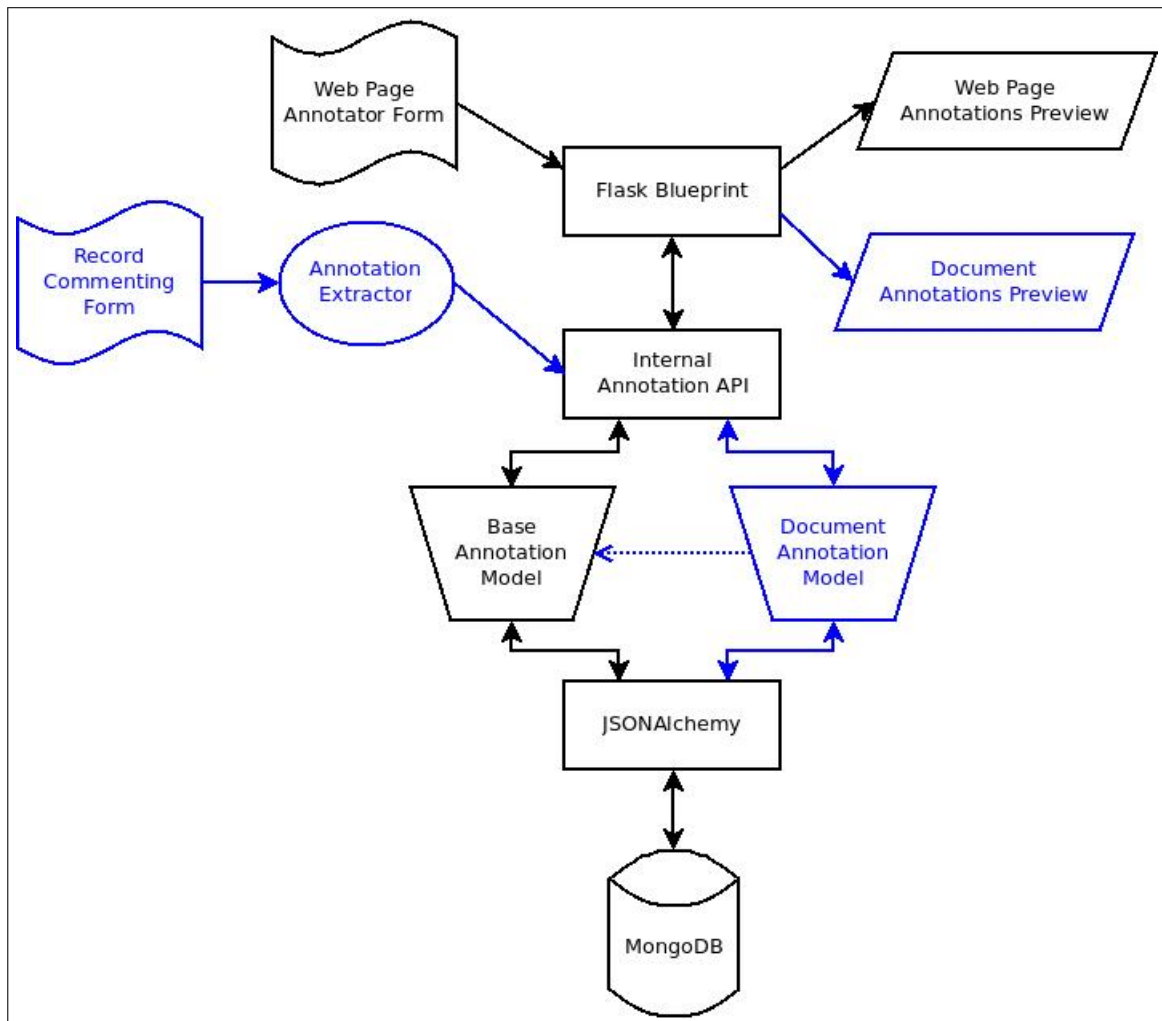 Web Page
Annotator Form
Web Page
Annotations Preview
Flask Blueprint
Record
Commenting
Form
Annotation
Extractor
Document
Annotations Preview
Internal
Annotation API
Base
Annotation
Model
Document
Annotation
Model
JSONAlchemy
MongoDB